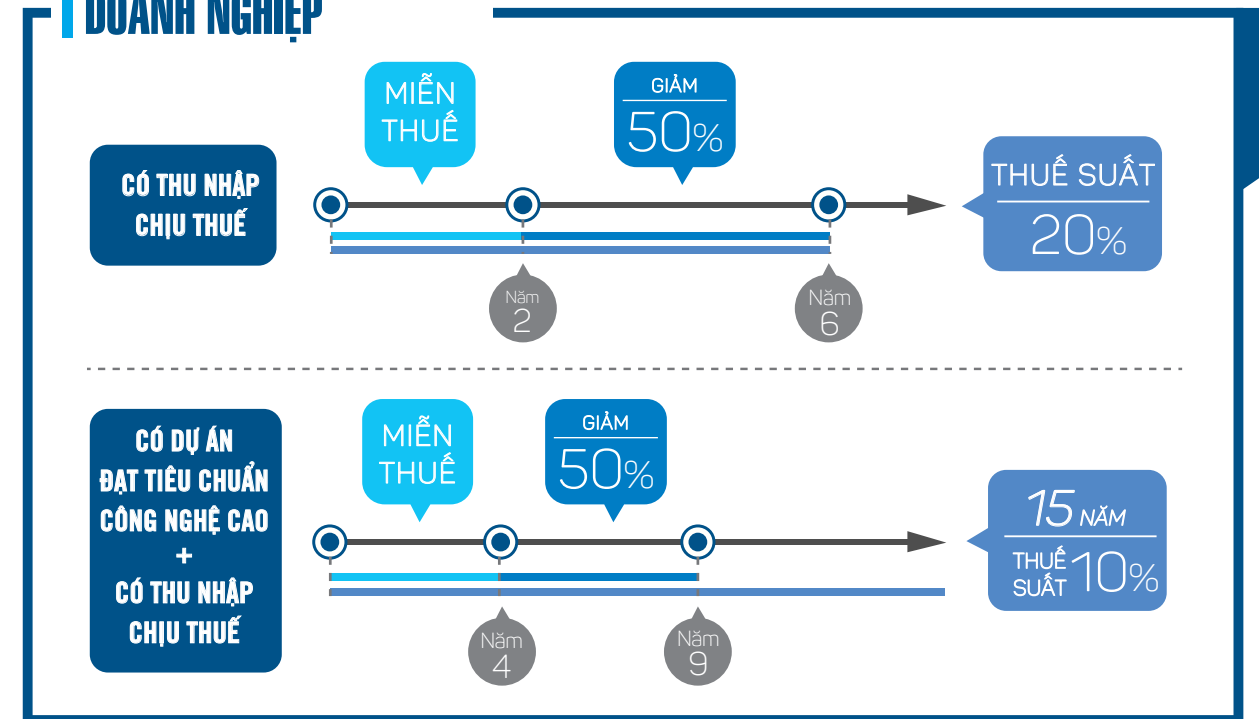 DOANH NGHIỆP
MIỄN
THUẾ
GIẢM
50%
CÓ THU NHẬP
CHỊU THUẾ
THUẾ SUẤT
20%
Năm
2
Năm
6
MIỄN
THUẾ
GIẢM
50%
CÓ DỰ ÁN
ĐẠT TIÊU CHUẨN
CÔNG NGHỆ CAO
+
CÓ THU NHẬP
CHỊU THUẾ
15 NĂM
THUẾ
SUẤT 10%
Năm
4
Năm
9